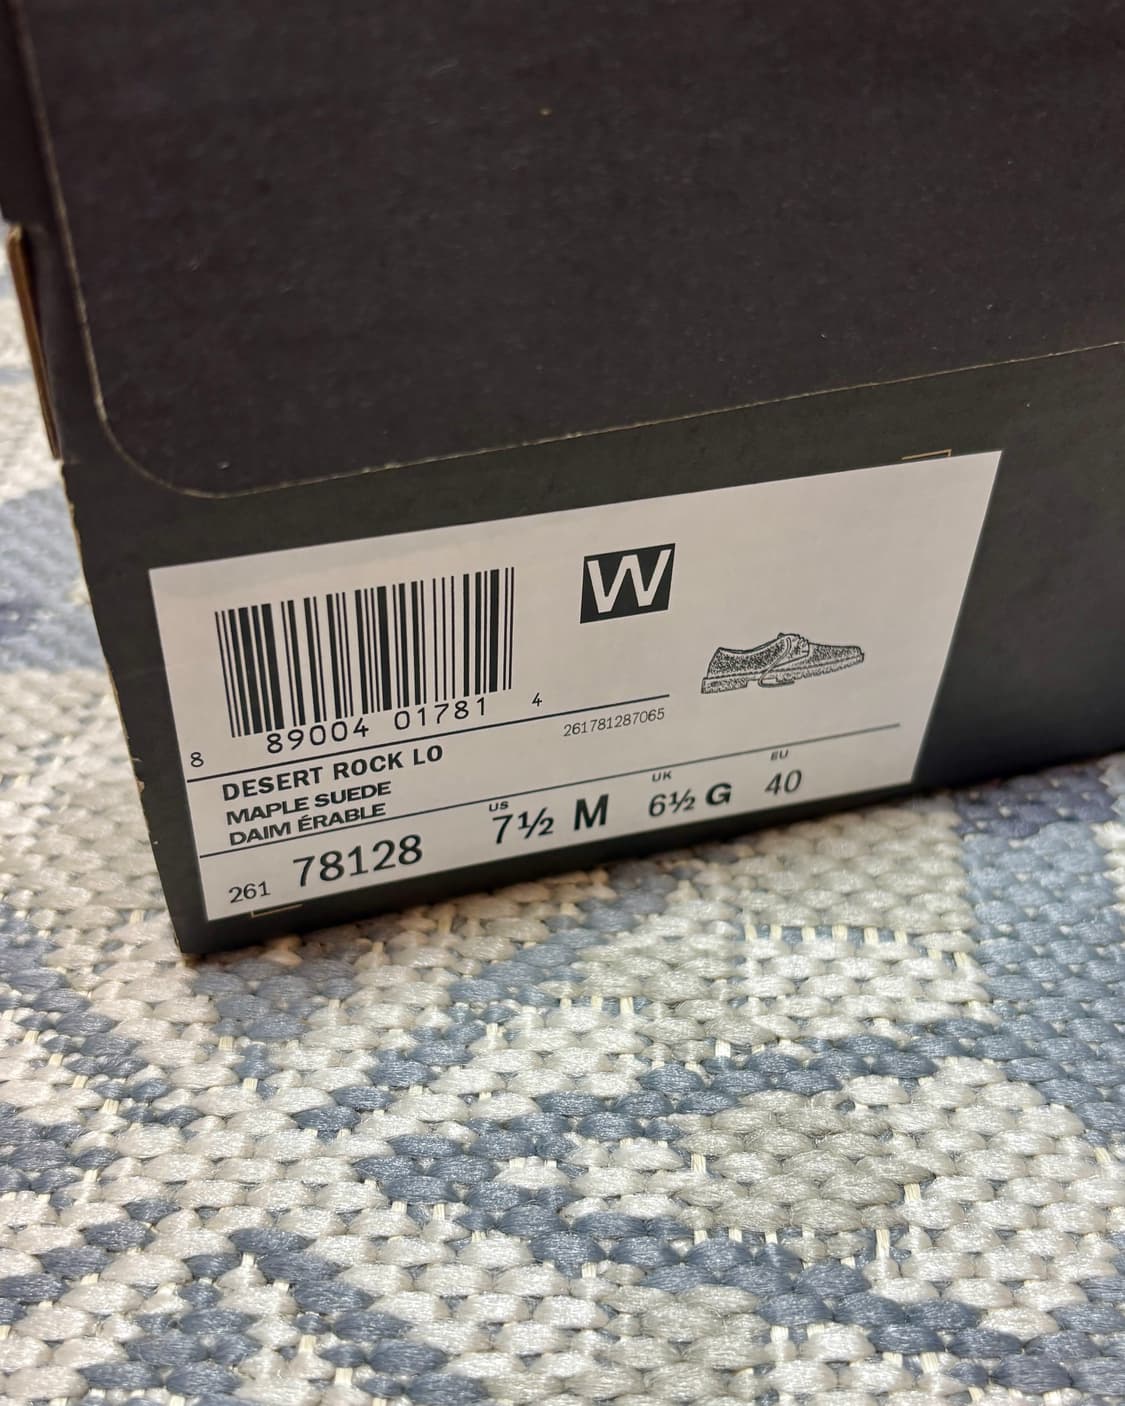 W
8 89004 01781 4
261781287065
DESERT ROCK LO
MAPLE SUEDE
DAIM ÉRABLE
261 78128
US 7½ M
UK 6½ G
EU 40